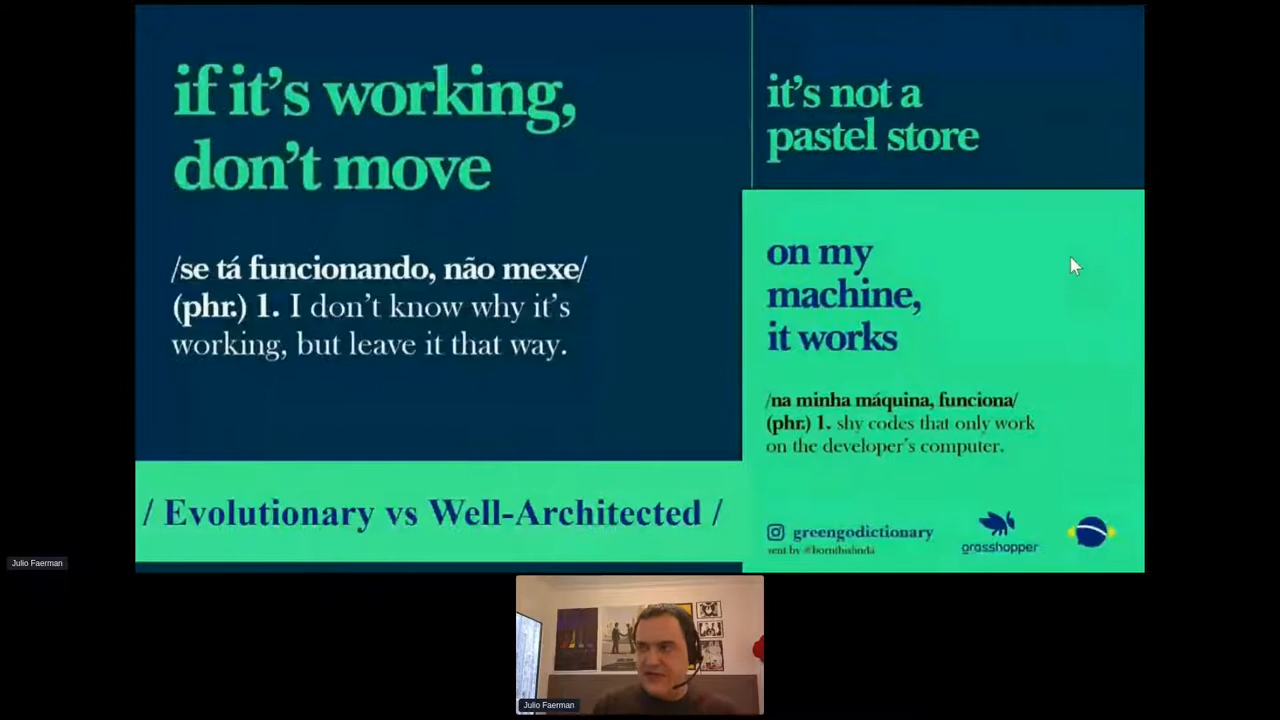 if it's working,
don't move
/se tá funcionando, não mexe/
(phr.) 1. I don't know why it's
working, but leave it that way.
/ Evolutionary vs Well-Architected /
it's not a
pastel store
on my
machine,
it works
/na minha máquina, funciona/
(phr.) 1. shy codes that only work
on the developer's computer.
greengodictionary
sent by
grasshopper
Julio Faerman
Julio Faerman